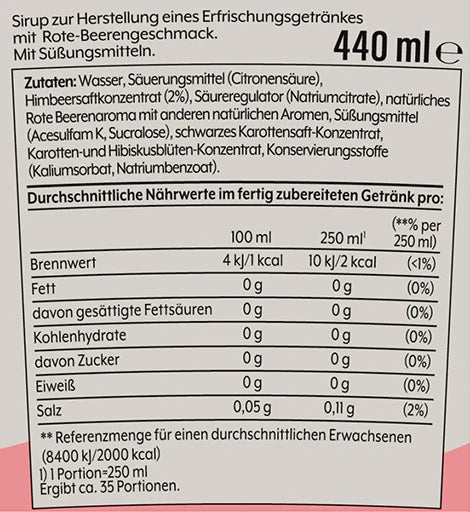 Sirup zur Herstellung eines Erfrischungsgetränkes
mit Rote-Beerengeschmack.
Mit Süßungsmitteln.
440 ml e
Zutaten: Wasser, Säuerungsmittel (Citronensäure),
Himbeersaftkonzentrat (2%), Säureregulator (Natriumcitrate), natürliches
Rote Beerenaroma mit anderen natürlichen Aromen, Süßungsmittel
(Acesulfam K, Sucralose), schwarzes Karottensaft-Konzentrat,
Karotten-und Hibiskusblüten-Konzentrat, Konservierungsstoffe
(Kaliumsorbat, Natriumbenzoat).
Durchschnittliche Nährwerte im fertig zubereiteten Getränk pro:
100 ml 250 ml¹ (**% per 250 ml)
Brennwert 4 kJ/1 kcal 10 kJ/2 kcal (<1%)
Fett 0 g 0 g (0%)
davon gesättigte Fettsäuren 0 g 0 g (0%)
Kohlenhydrate 0 g 0 g (0%)
davon Zucker 0 g 0 g (0%)
Eiweiß 0 g 0 g (0%)
Salz 0,05 g 0,11 g (2%)
** Referenzmenge für einen durchschnittlichen Erwachsenen
(8400 kJ/2000 kcal)
1) 1 Portion=250 ml
Ergibt ca. 35 Portionen.